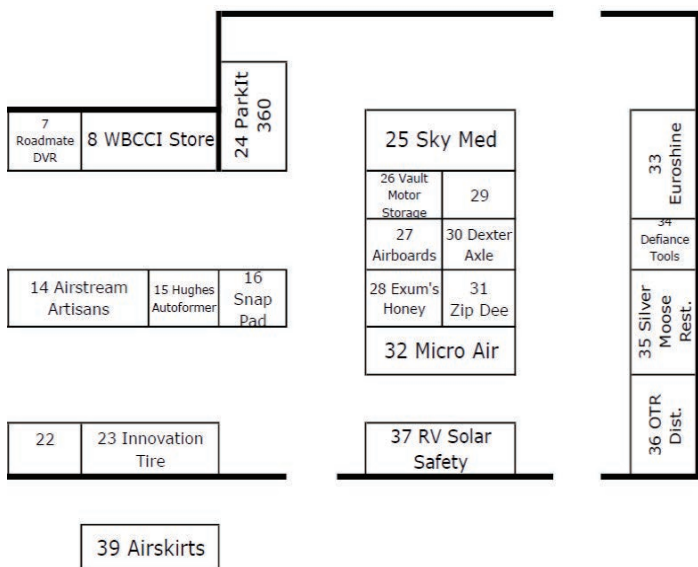 7
Roadmate
DVR
8 WBCCI Store
24 ParkIt
360
25 Sky Med
26 Vault
Motor
Storage
29
27
Airboards
30 Dexter
Axle
28 Exum's
Honey
31
Zip Dee
32 Micro Air
33
Euroshine
34
Defiance
Tools
35 Silver
Moose
Rest.
36 OTR
Dist.
14 Airstream
Artisans
15 Hughes
Autoformer
16
Snap
Pad
22
23 Innovation
Tire
37 RV Solar
Safety
39 Airskirts